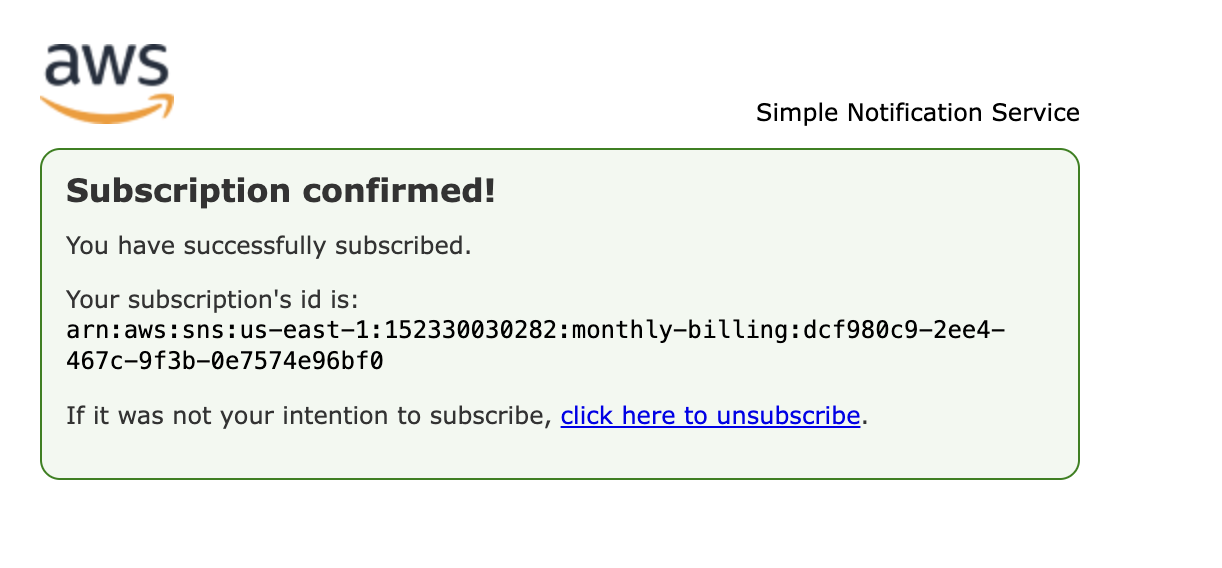 aws
Simple Notification Service
Subscription confirmed!
You have successfully subscribed.
Your subscription's id is:
arn:aws:sns:us-east-1:152330030282:monthly-billing:dcf980c9-2ee4-
467c-9f3b-0e7574e96bf0
If it was not your intention to subscribe, click here to unsubscribe.